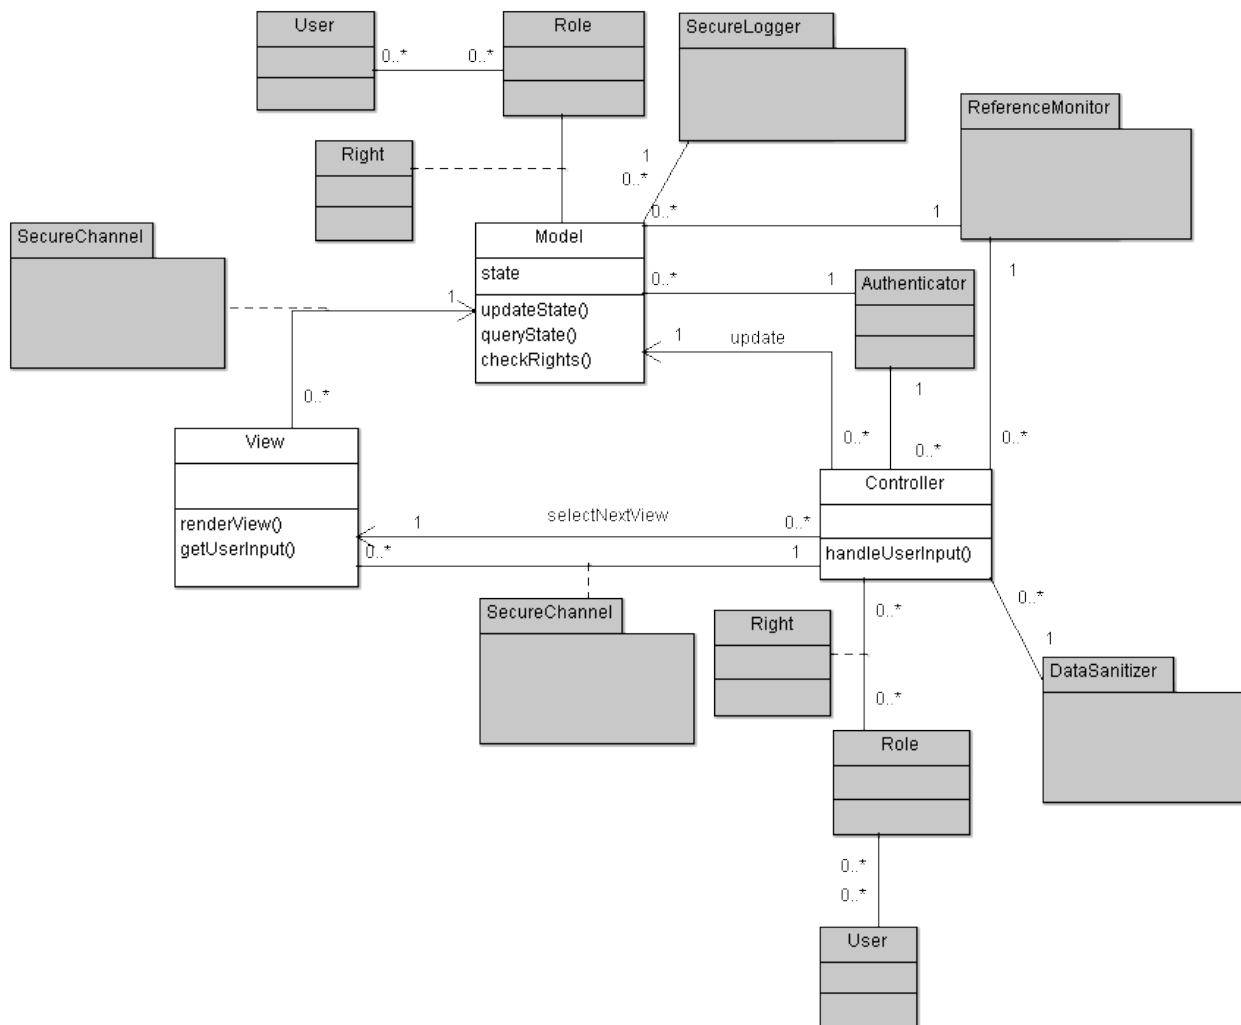 User
Role
SecureLogger
0..*
0..*
ReferenceMonitor
Right
1
0..*
0..*
1
SecureChannel
Model
state
updateState()
queryState()
checkRights()
0..*
1
Authenticator
1
1
1
update
1
0..*
0..*
0..*
0..*
View
renderView()
getUserInput()
Controller
handleUserInput()
1
selectNextView
0..*
0..*
1
SecureChannel
Right
0..*
0..*
0..*
1
DataSanitizer
Role
0..*
0..*
User